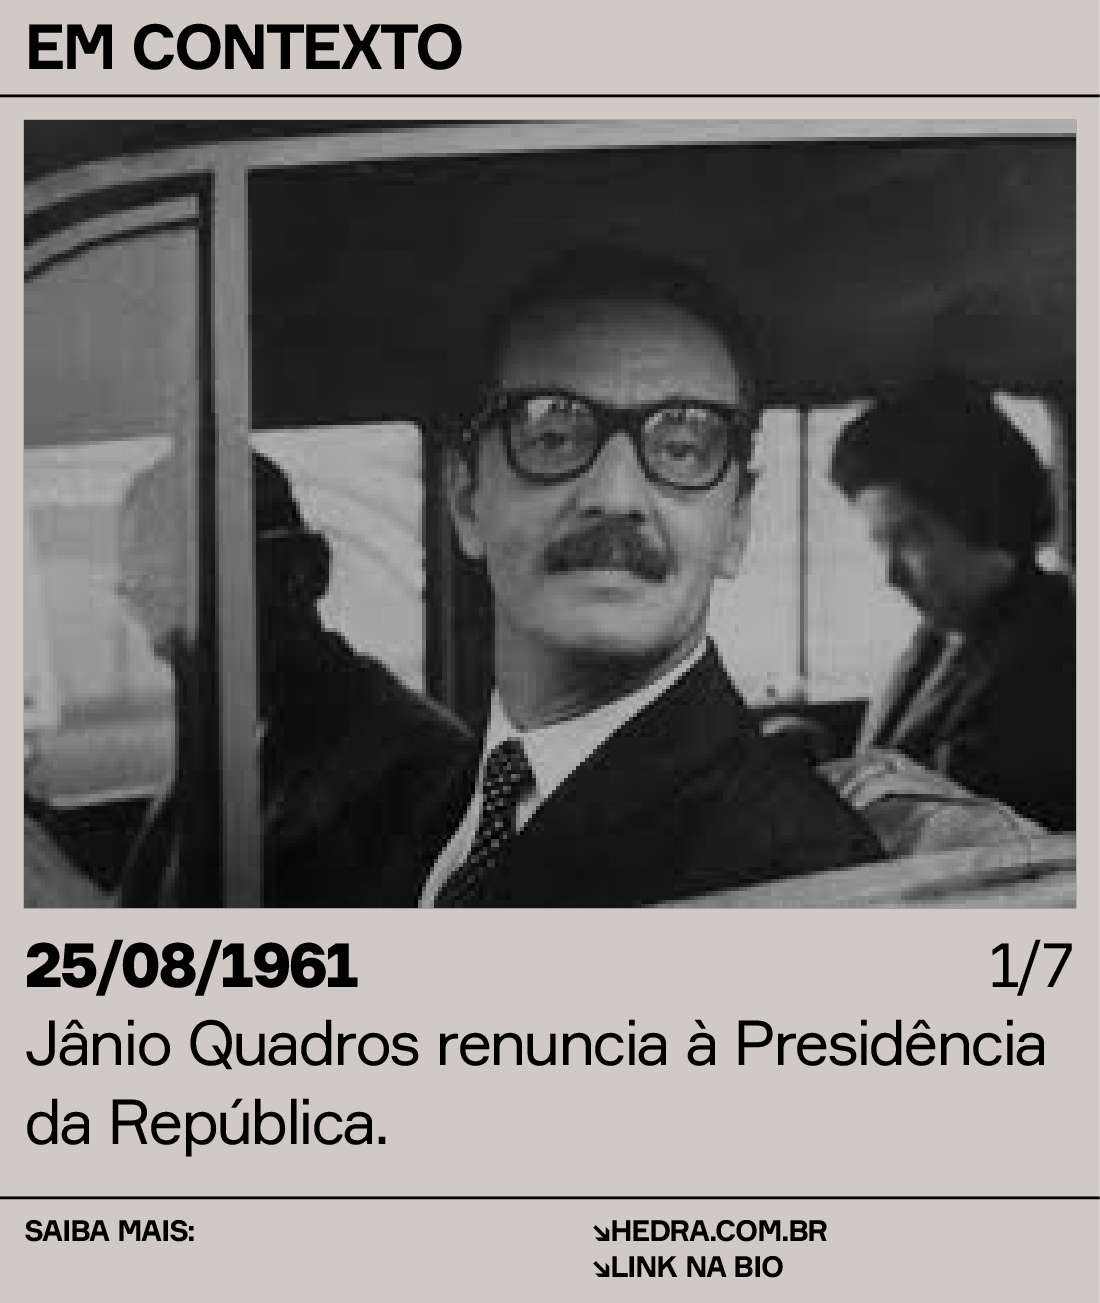 EM CONTEXTO
25/08/1961
1/7
Jânio Quadros renuncia à Presidência
da República.
SAIBA MAIS:
↘HEDRA.COM.BR
↘LINK NA BIO